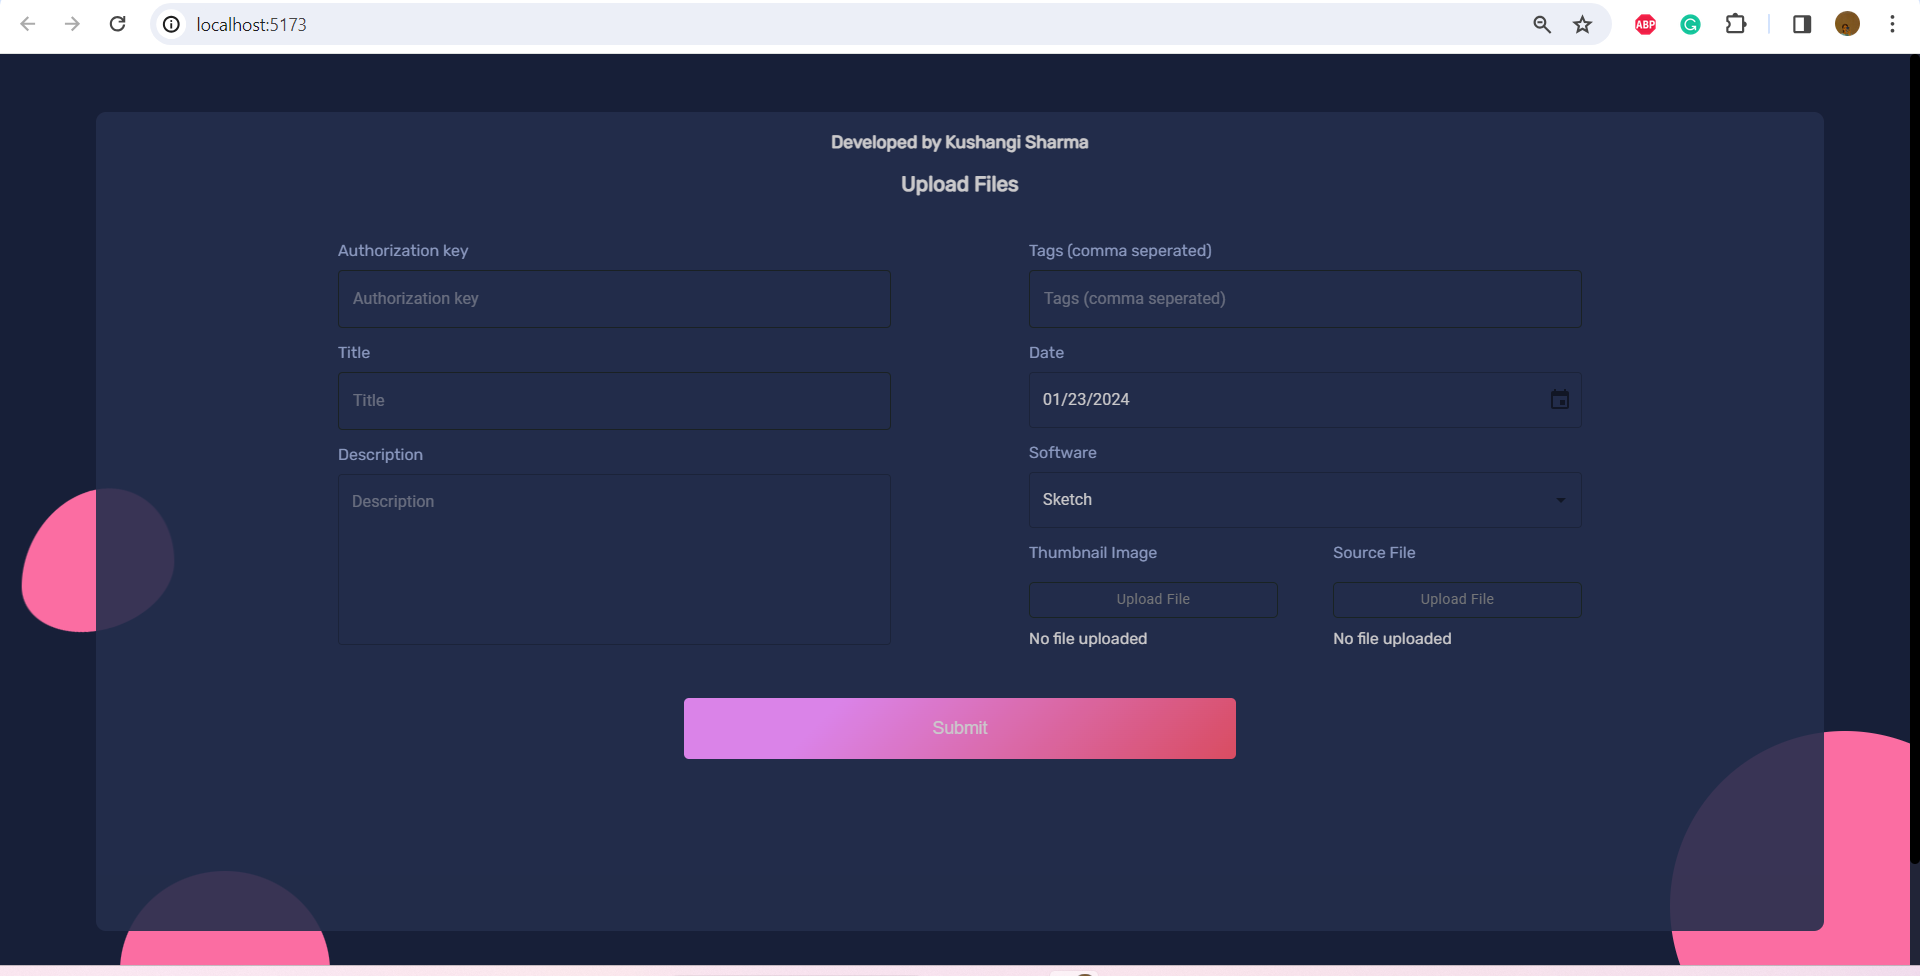 localhost:5173
ABP
Developed by Kushangi Sharma
Upload Files
Authorization key
Authorization key
Title
Title
Description
Description
Tags (comma seperated)
Tags (comma seperated)
Date
01/23/2024
Software
Sketch
Thumbnail Image
Source File
Upload File
Upload File
No file uploaded
No file uploaded
Submit